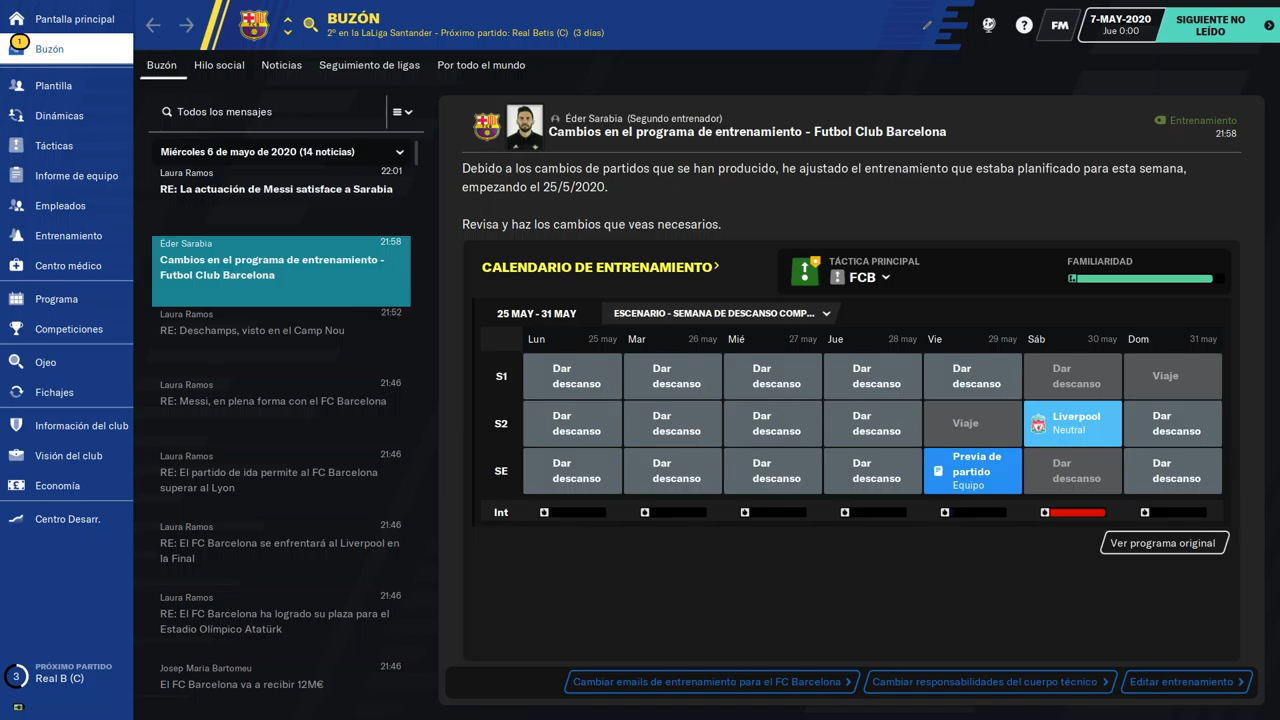 Pantalla principal
1
Buzón
Plantilla
Dinámicas
Tácticas
Informe de equipo
Empleados
Entrenamiento
Centro médico
Programa
Competiciones
Ojeo
Fichajes
Información del club
Visión del club
Economía
Centro Desarr.
PRÓXIMO PARTIDO
3
Real B (C)
BUZÓN
2º en la LaLiga Santander - Próximo partido: Real Betis (C) (3 días)
FM
7-MAY-2020
Jue 0:00
SIGUIENTE NO
LEÍDO
Buzón
Hilo social
Noticias
Seguimiento de ligas
Por todo el mundo
Todos los mensajes
Miércoles 6 de mayo de 2020 (14 noticias)
Laura Ramos 22:01
RE: La actuación de Messi satisface a Sarabia
Éder Sarabia 21:58
Cambios en el programa de entrenamiento -
Futbol Club Barcelona
Laura Ramos 21:52
RE: Deschamps, visto en el Camp Nou
Laura Ramos 21:46
RE: Messi, en plena forma con el FC Barcelona
Laura Ramos 21:46
RE: El partido de ida permite al FC Barcelona
superar al Lyon
Laura Ramos 21:46
RE: El FC Barcelona se enfrentará al Liverpool en
la Final
Laura Ramos 21:46
RE: El FC Barcelona ha logrado su plaza para el
Estadio Olímpico Atatürk
Josep Maria Bartomeu 21:46
El FC Barcelona va a recibir 12M€
Éder Sarabia (Segundo entrenador)
Cambios en el programa de entrenamiento - Futbol Club Barcelona
Entrenamiento
21:58
Debido a los cambios de partidos que se han producido, he ajustado el entrenamiento que estaba planificado para esta semana,
empezando el 25/5/2020.
Revisa y haz los cambios que veas necesarios.
CALENDARIO DE ENTRENAMIENTO
TÁCTICA PRINCIPAL
FCB
FAMILIARIDAD
25 MAY - 31 MAY
ESCENARIO - SEMANA DE DESCANSO COMP...
Lun 25 may Mar 26 may Mié 27 may Jue 28 may Vie 29 may Sáb 30 may Dom 31 may
S1
Dar descanso
Dar descanso
Dar descanso
Dar descanso
Dar descanso
Dar descanso
Viaje
S2
Dar descanso
Dar descanso
Dar descanso
Dar descanso
Viaje
Liverpool
Neutral
Dar descanso
SE
Dar descanso
Dar descanso
Dar descanso
Dar descanso
Previa de partido
Equipo
Dar descanso
Dar descanso
Int
Ver programa original
Cambiar emails de entrenamiento para el FC Barcelona
Cambiar responsabilidades del cuerpo técnico
Editar entrenamiento